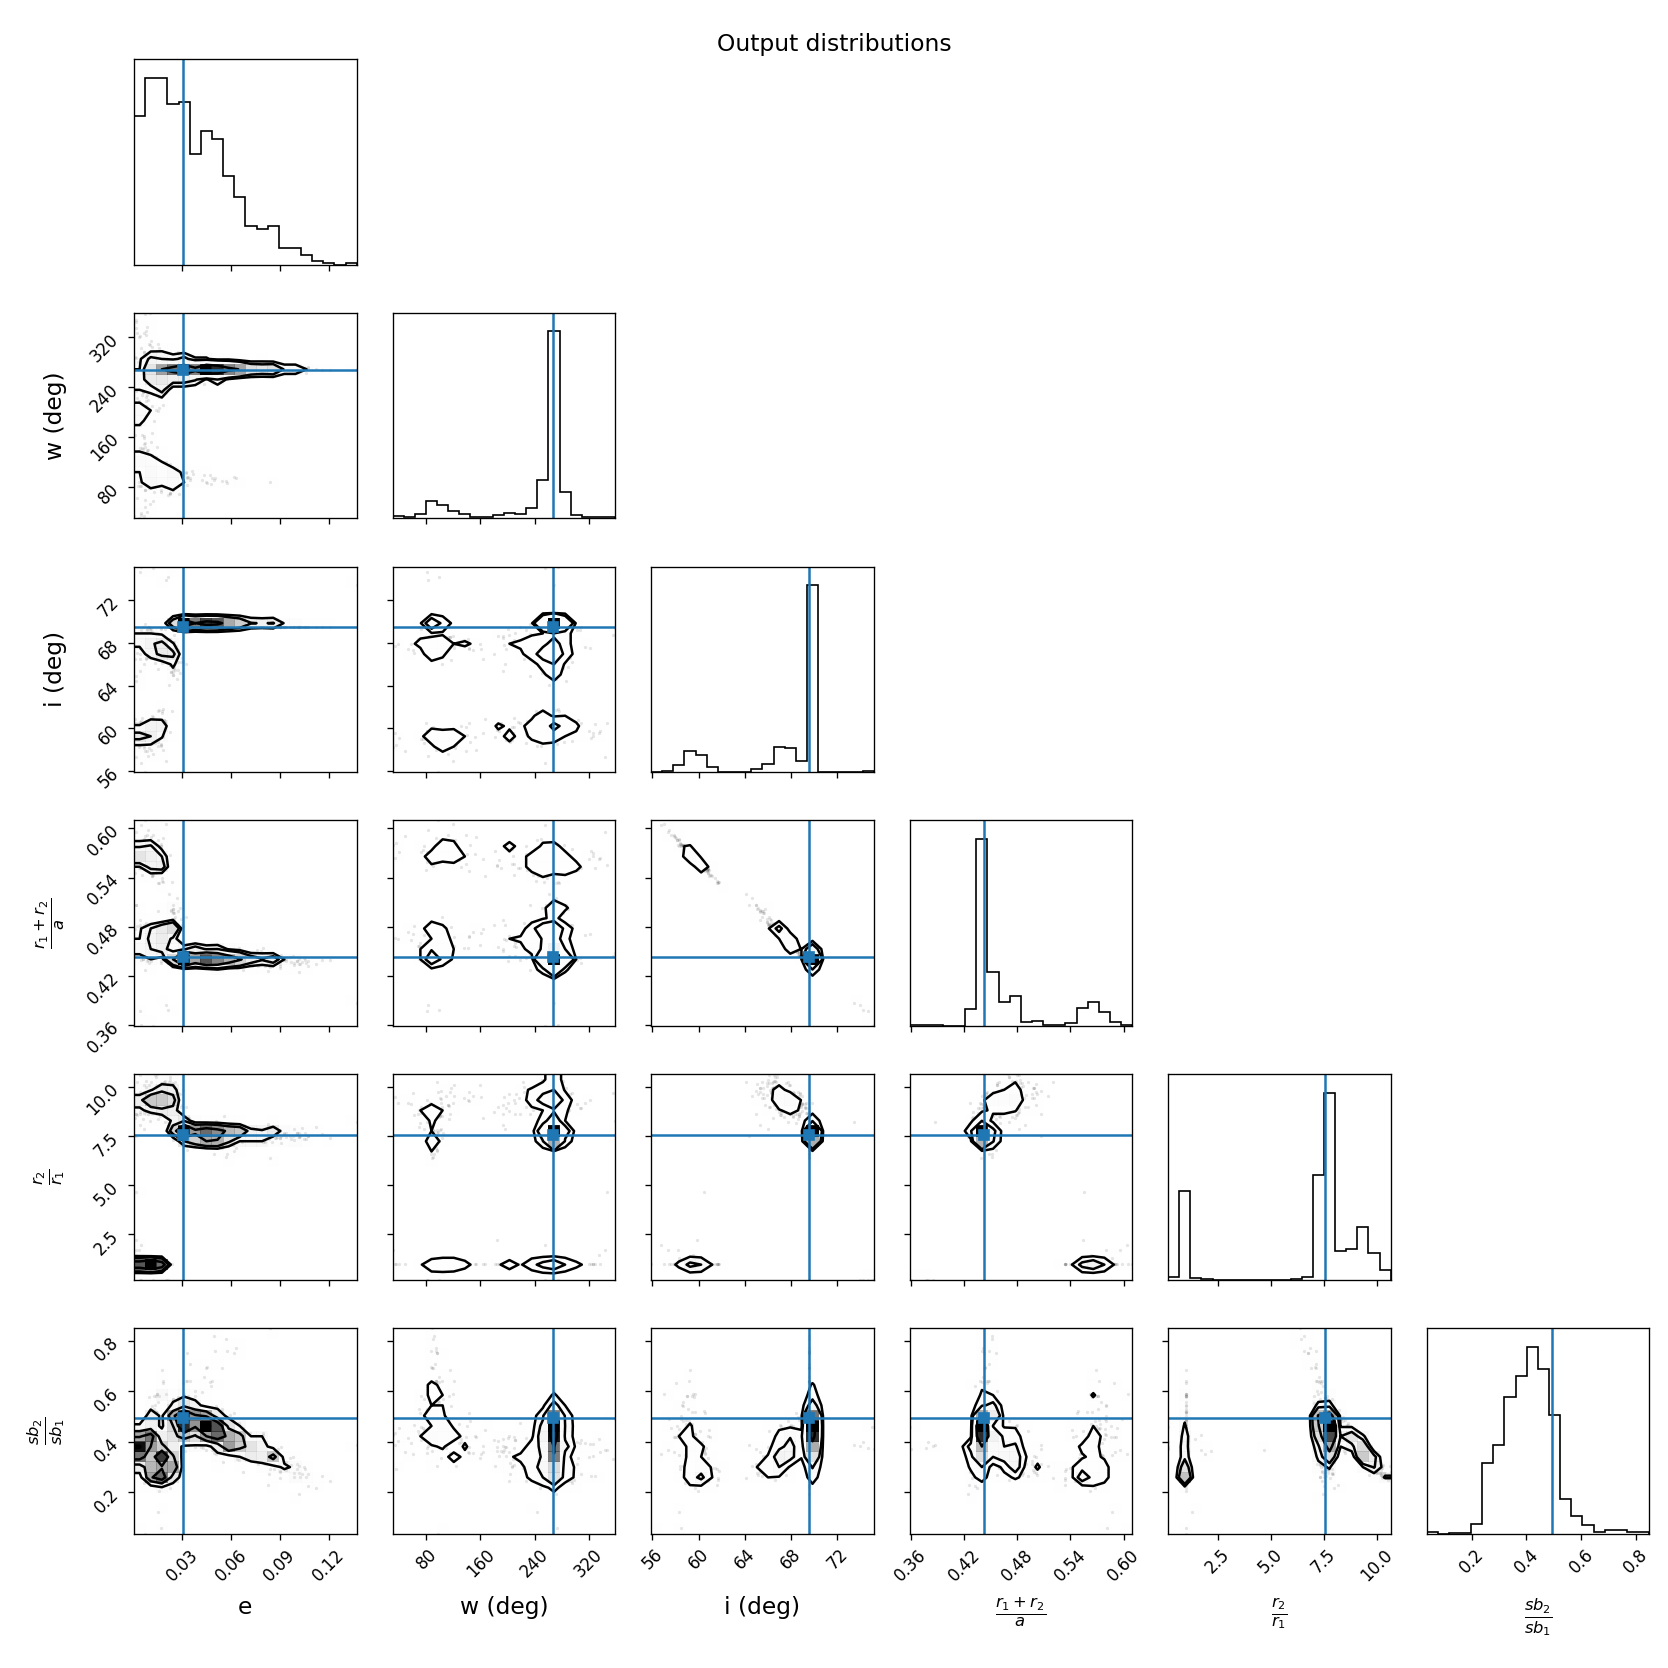 Output distributions
w (deg)
320
240
160
80
i (deg)
72
68
64
60
56
r₁ + r₂
a
0.60
0.54
0.48
0.42
0.36
r₂
r₁
10.0
7.5
5.0
2.5
sb₂
sb₁
0.8
0.6
0.4
0.2
0.03 0.06 0.09 0.12
80 160 240 320
56 60 64 68 72
0.36 0.42 0.48 0.54 0.60
2.5 5.0 7.5 10.0
0.2 0.4 0.6 0.8
e
w (deg)
i (deg)
r₁ + r₂
a
r₂
r₁
sb₂
sb₁